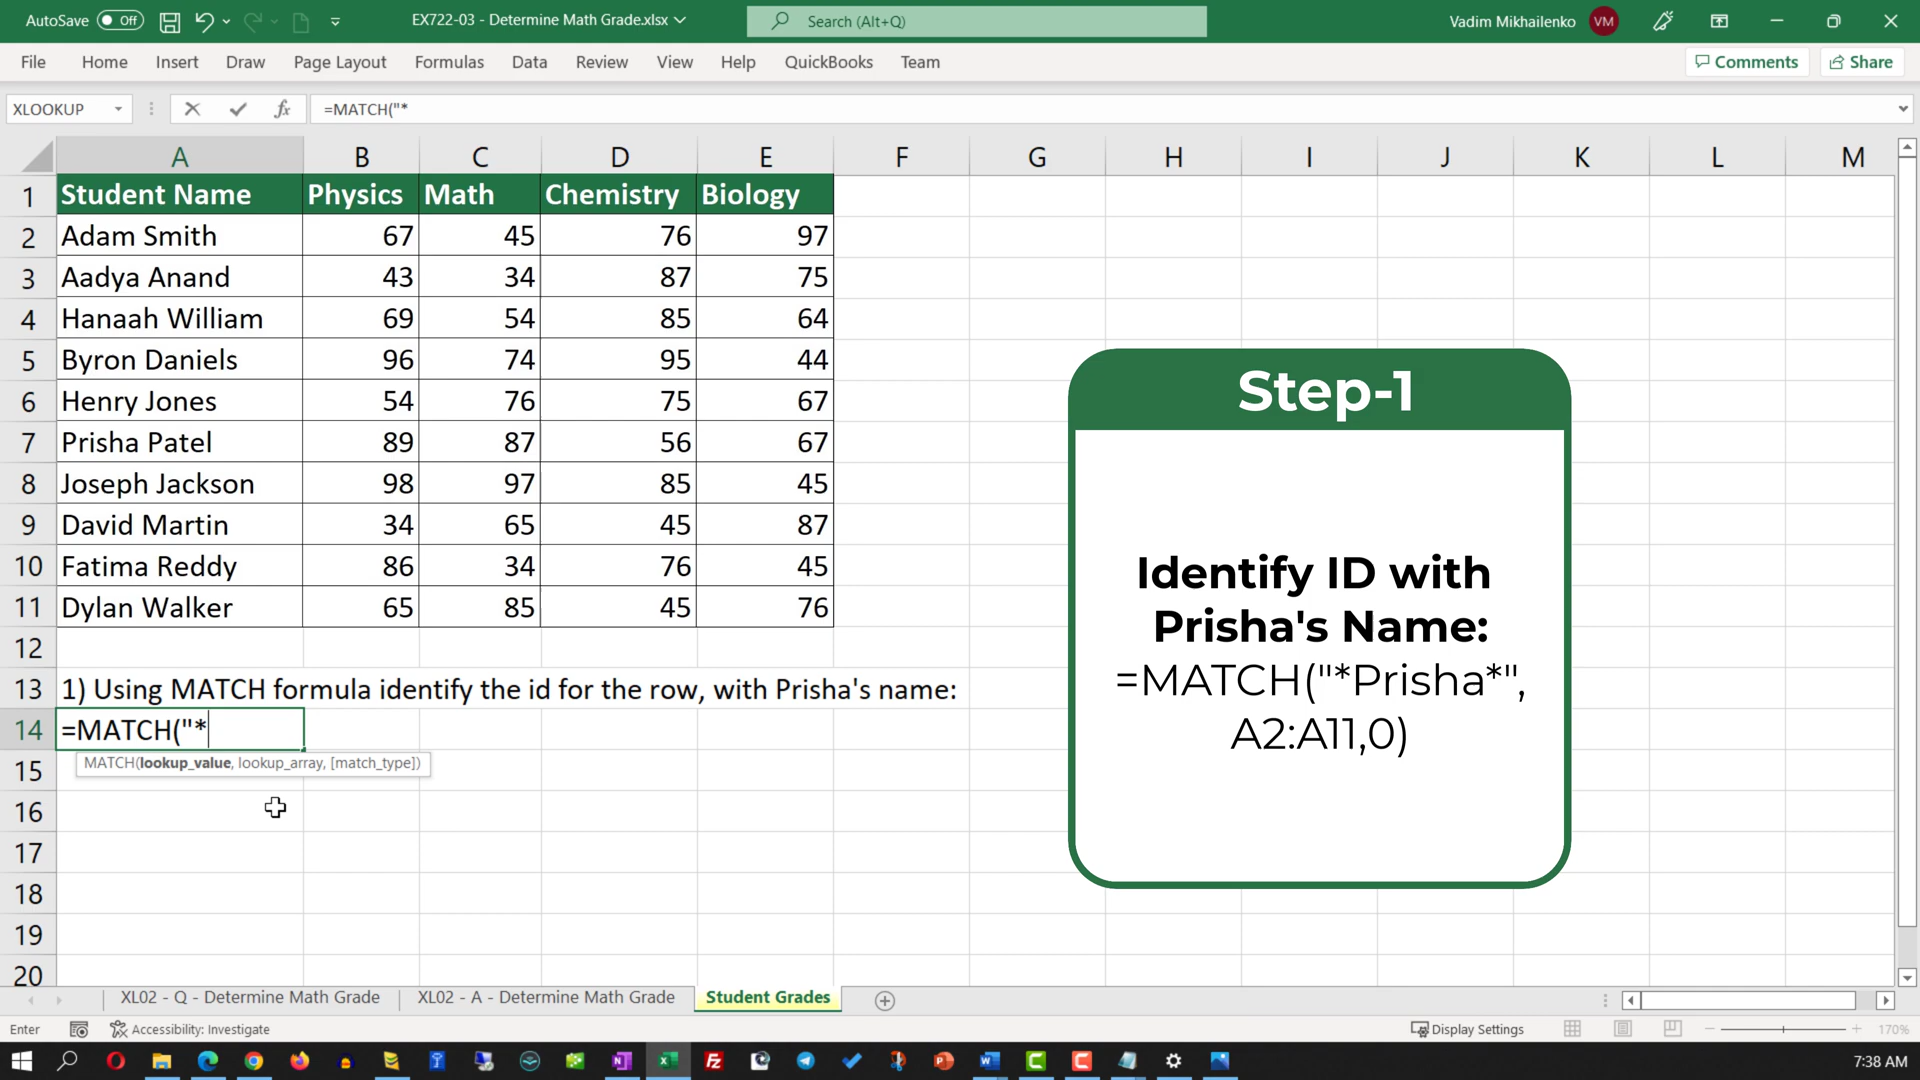 AutoSave Off EX722-03 - Determine Math Grade.xlsx Search (Alt+Q) Vadim Mikhailenko VM
File Home Insert Draw Page Layout Formulas Data Review View Help QuickBooks Team Comments Share
XLOOKUP fx =MATCH("*
A B C D E F G H I J K L M
1 Student Name Physics Math Chemistry Biology
2 Adam Smith 67 45 76 97
3 Aadya Anand 43 34 87 75
4 Hanaah William 69 54 85 64
5 Byron Daniels 96 74 95 44
6 Henry Jones 54 76 75 67
7 Prisha Patel 89 87 56 67
8 Joseph Jackson 98 97 85 45
9 David Martin 34 65 45 87
10 Fatima Reddy 86 34 76 45
11 Dylan Walker 65 85 45 76
12
13 1) Using MATCH formula identify the id for the row, with Prisha's name:
14 =MATCH("*
MATCH(lookup_value, lookup_array, [match_type])
15
16
17
18
19
20
Step-1
Identify ID with
Prisha's Name:
=MATCH("*Prisha*",
A2:A11,0)
XL02 - Q - Determine Math Grade XL02 - A - Determine Math Grade Student Grades
Enter Accessibility: Investigate Display Settings 170%
7:38 AM